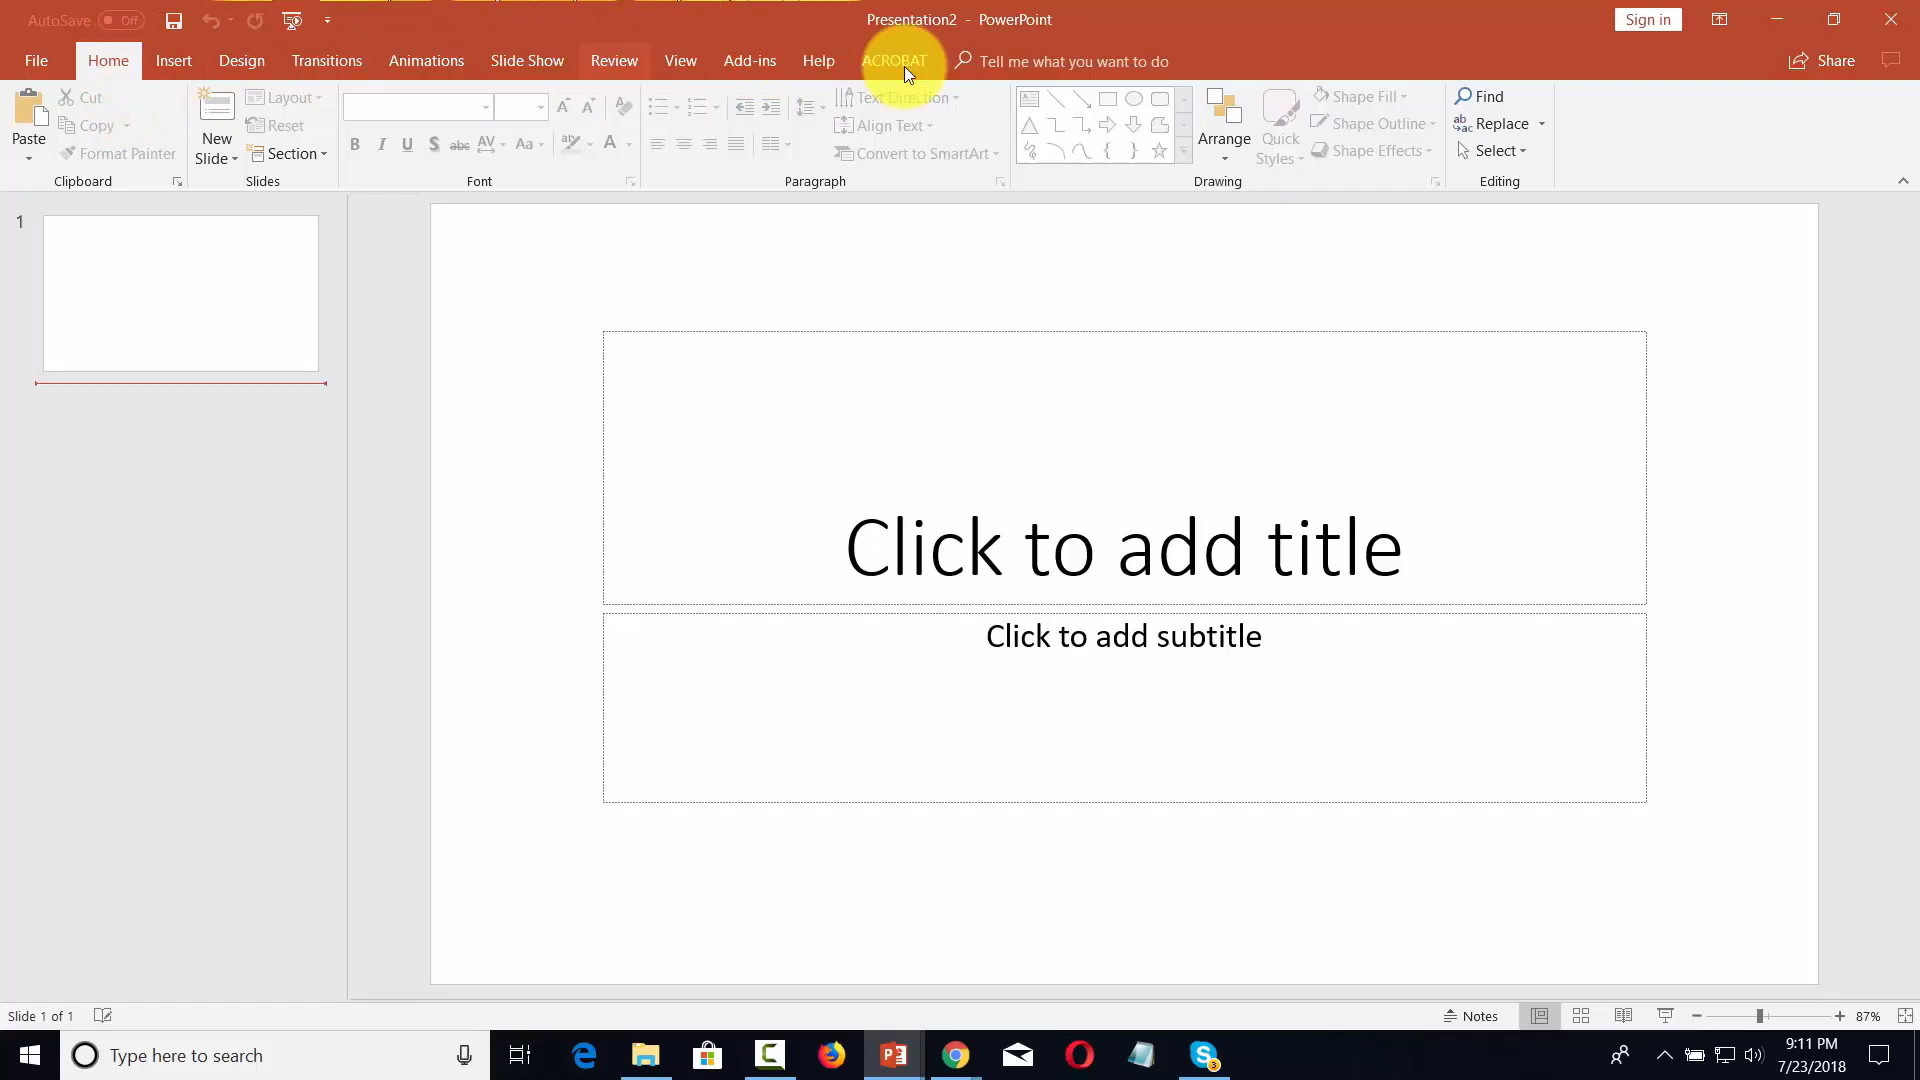 AutoSave Off
Presentation2 - PowerPoint
Sign in
File Home Insert Design Transitions Animations Slide Show Review View Add-ins Help ACROBAT Tell me what you want to do Share
Paste
Cut
Copy
Format Painter
Clipboard
New Slide
Layout
Reset
Section
Slides
B I U S abc AV Aa A
Font
Text Direction
Align Text
Convert to SmartArt
Paragraph
Arrange
Quick Styles
Shape Fill
Shape Outline
Shape Effects
Drawing
Find
Replace
Select
Editing
1
Click to add title
Click to add subtitle
Slide 1 of 1
Notes
87%
Type here to search
3
9:11 PM
7/23/2018